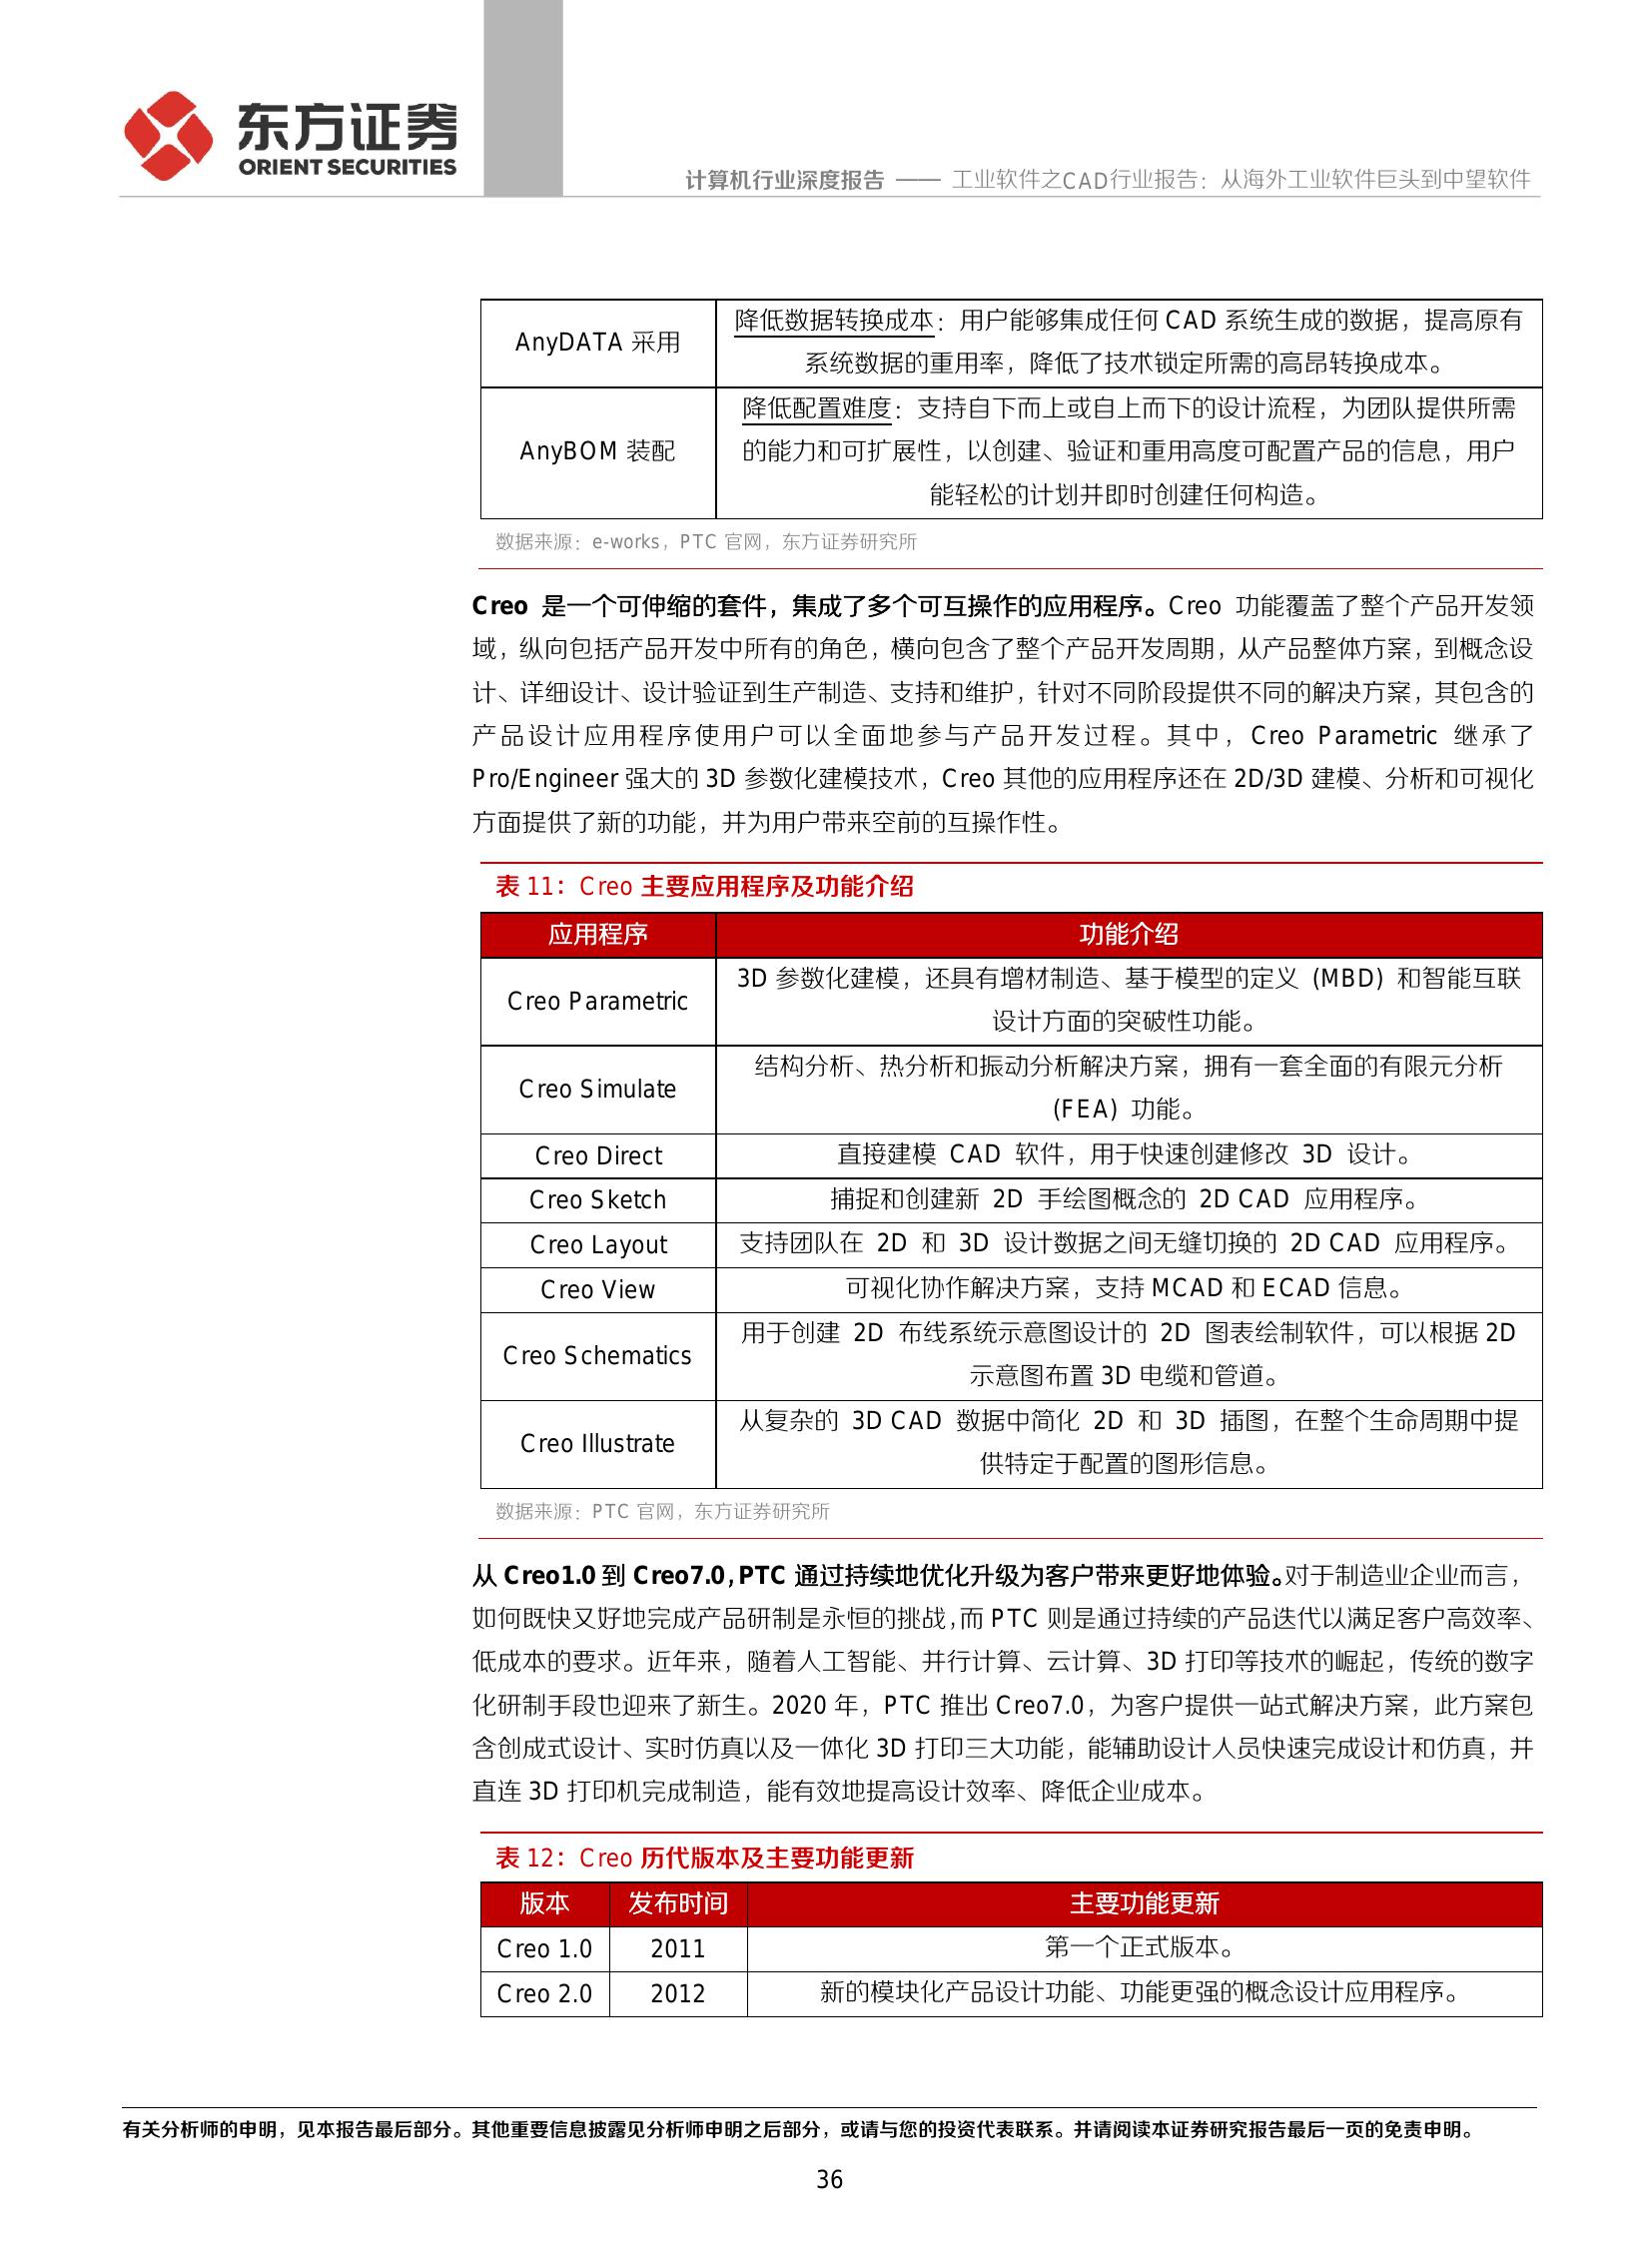 东方证券
ORIENT SECURITIES
计算机行业深度报告 —— 工业软件之CAD行业报告：从海外工业软件巨头到中望软件
AnyDATA 采用
降低数据转换成本：用户能够集成任何 CAD 系统生成的数据，提高原有
系统数据的重用率，降低了技术锁定所需的高昂转换成本。
AnyBOM 装配
降低配置难度：支持自下而上或自上而下的设计流程，为团队提供所需
的能力和可扩展性，以创建、验证和重用高度可配置产品的信息，用户
能轻松的计划并即时创建任何构造。
数据来源：e-works，PTC 官网，东方证券研究所
Creo 是一个可伸缩的套件，集成了多个可互操作的应用程序。Creo 功能覆盖了整个产品开发领
域，纵向包括产品开发中所有的角色，横向包含了整个产品开发周期，从产品整体方案，到概念设
计、详细设计、设计验证到生产制造、支持和维护，针对不同阶段提供不同的解决方案，其包含的
产品设计应用程序使用户可以全面地参与产品开发过程。其中，Creo Parametric 继承了
Pro/Engineer 强大的 3D 参数化建模技术，Creo 其他的应用程序还在 2D/3D 建模、分析和可视化
方面提供了新的功能，并为用户带来空前的互操作性。
表 11：Creo 主要应用程序及功能介绍
应用程序 功能介绍
Creo Parametric
3D 参数化建模，还具有增材制造、基于模型的定义 (MBD) 和智能互联
设计方面的突破性功能。
Creo Simulate
结构分析、热分析和振动分析解决方案，拥有一套全面的有限元分析
(FEA) 功能。
Creo Direct 直接建模 CAD 软件，用于快速创建修改 3D 设计。
Creo Sketch 捕捉和创建新 2D 手绘图概念的 2D CAD 应用程序。
Creo Layout 支持团队在 2D 和 3D 设计数据之间无缝切换的 2D CAD 应用程序。
Creo View 可视化协作解决方案，支持 MCAD 和 ECAD 信息。
Creo Schematics
用于创建 2D 布线系统示意图设计的 2D 图表绘制软件，可以根据 2D
示意图布置 3D 电缆和管道。
Creo Illustrate
从复杂的 3D CAD 数据中简化 2D 和 3D 插图，在整个生命周期中提
供特定于配置的图形信息。
数据来源：PTC 官网，东方证券研究所
从 Creo1.0 到 Creo7.0，PTC 通过持续地优化升级为客户带来更好地体验。对于制造业企业而言，
如何既快又好地完成产品研制是永恒的挑战，而 PTC 则是通过持续的产品迭代以满足客户高效率、
低成本的要求。近年来，随着人工智能、并行计算、云计算、3D 打印等技术的崛起，传统的数字
化研制手段也迎来了新生。2020 年，PTC 推出 Creo7.0，为客户提供一站式解决方案，此方案包
含创成式设计、实时仿真以及一体化 3D 打印三大功能，能辅助设计人员快速完成设计和仿真，并
直连 3D 打印机完成制造，能有效地提高设计效率、降低企业成本。
表 12：Creo 历代版本及主要功能更新
版本 发布时间 主要功能更新
Creo 1.0 2011 第一个正式版本。
Creo 2.0 2012 新的模块化产品设计功能、功能更强的概念设计应用程序。
有关分析师的申明，见本报告最后部分。其他重要信息披露见分析师申明之后部分，或请与您的投资代表联系。并请阅读本证券研究报告最后一页的免责申明。
36